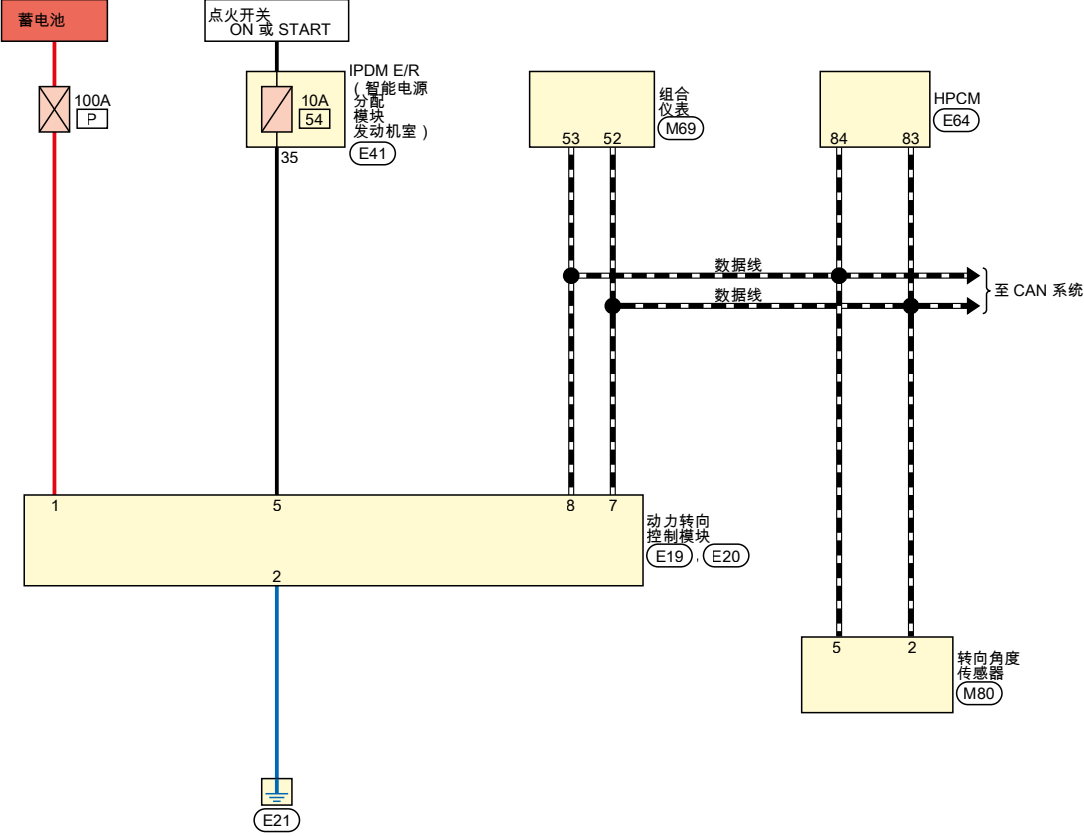 蓄电池
点火开关
ON 或 START
100A
P
IPDM E/R
（智能电源
分配
模块
发动机室）
10A
54
E41
35
组合
仪表
M69
53 52
HPCM
E64
84 83
数据线
数据线
至 CAN 系统
1 5 8 7
动力转向
控制模块
E19 , E20
2
5 2
转向角度
传感器
M80
E21